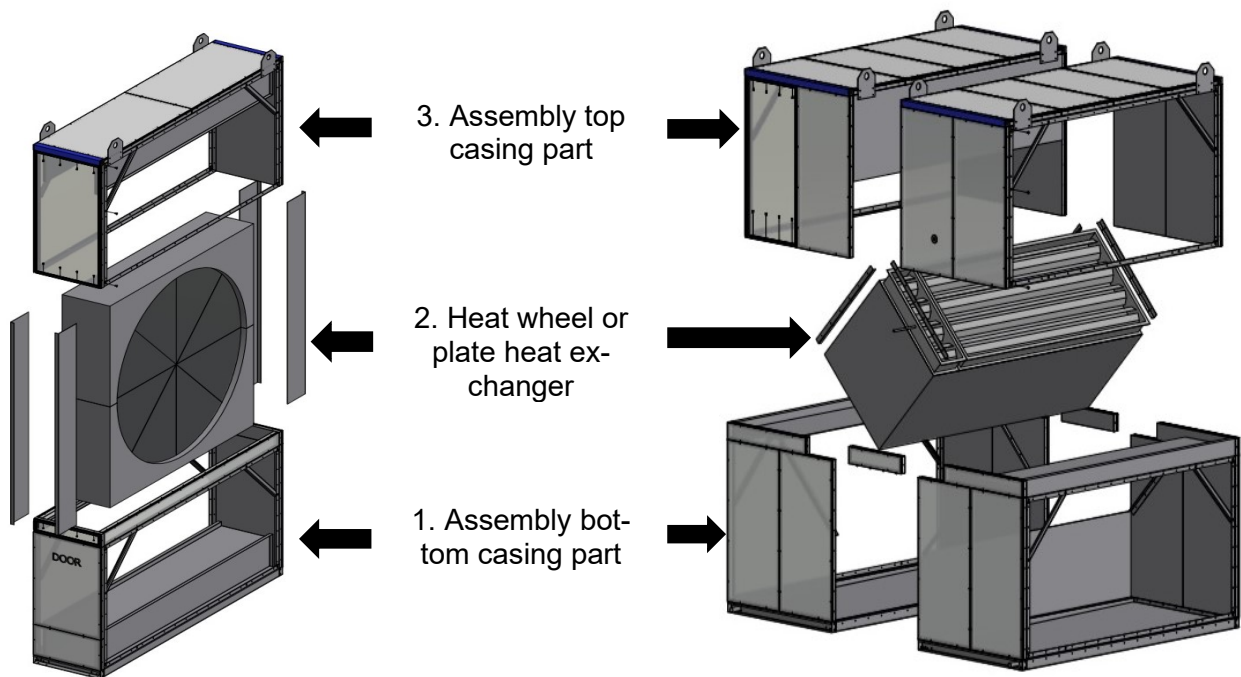 3. Assembly top
casing part
2. Heat wheel or
plate heat ex-
changer
1. Assembly bot-
tom casing part
DOOR